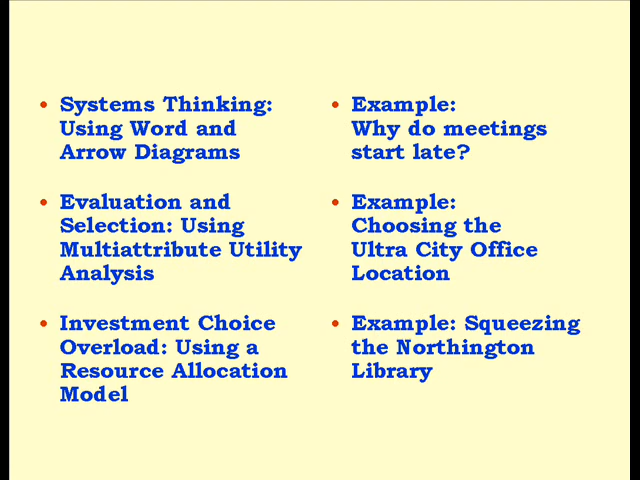 • Systems Thinking:
Using Word and
Arrow Diagrams
• Evaluation and
Selection: Using
Multiattribute Utility
Analysis
• Investment Choice
Overload: Using a
Resource Allocation
Model
• Example:
Why do meetings
start late?
• Example:
Choosing the
Ultra City Office
Location
• Example: Squeezing
the Northington
Library